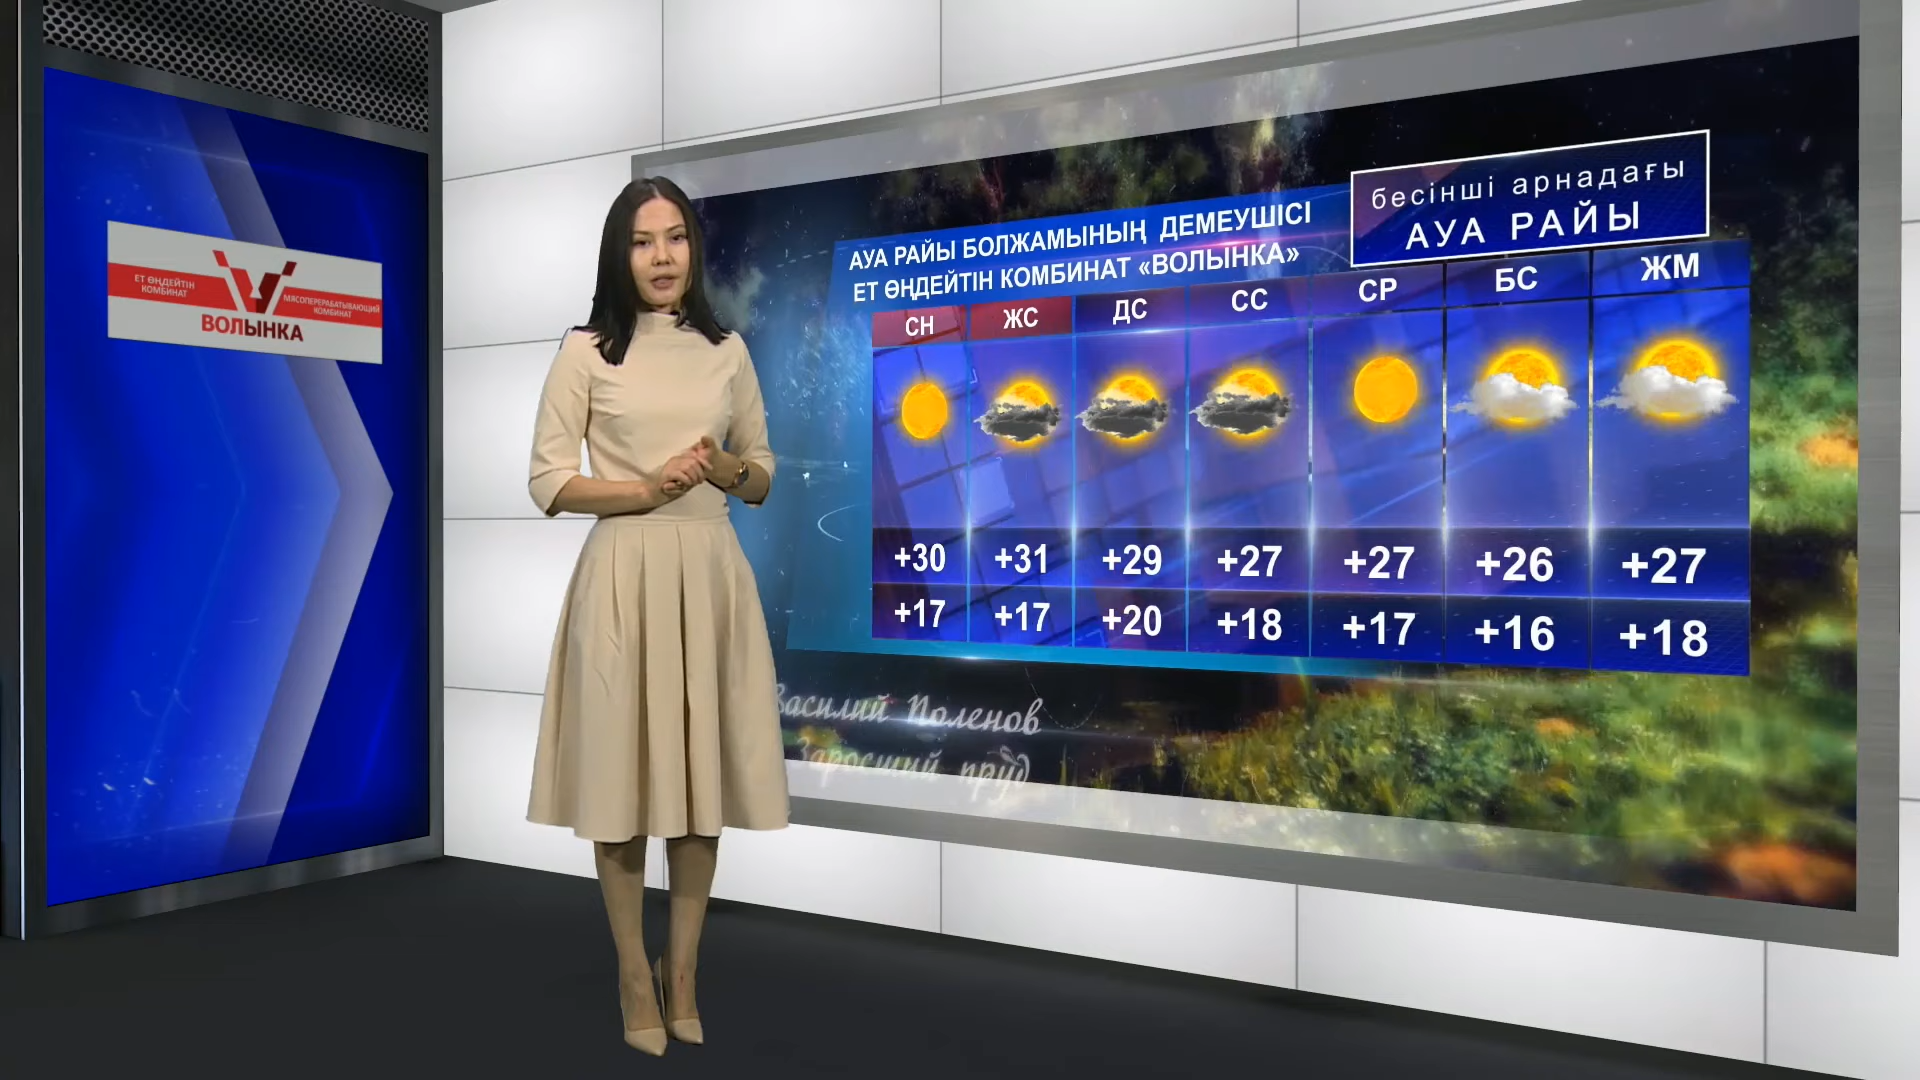 ЕТ ӨҢДЕЙТІН
КОМБИНАТ
МЯСОПЕРЕРАБАТЫВАЮЩИЙ
КОМБИНАТ
ВОЛЫНКА
бесінші арнадағы
АУА РАЙЫ
АУА РАЙЫ БОЛЖАМЫНЫҢ ДЕМЕУШІСІ
ЕТ ӨҢДЕЙТІН КОМБИНАТ «ВОЛЫНКА»
СН ЖС ДС СС СР БС ЖМ
+30 +31 +29 +27 +27 +26 +27
+17 +17 +20 +18 +17 +16 +18
Василий Поленов
Заросший пруд